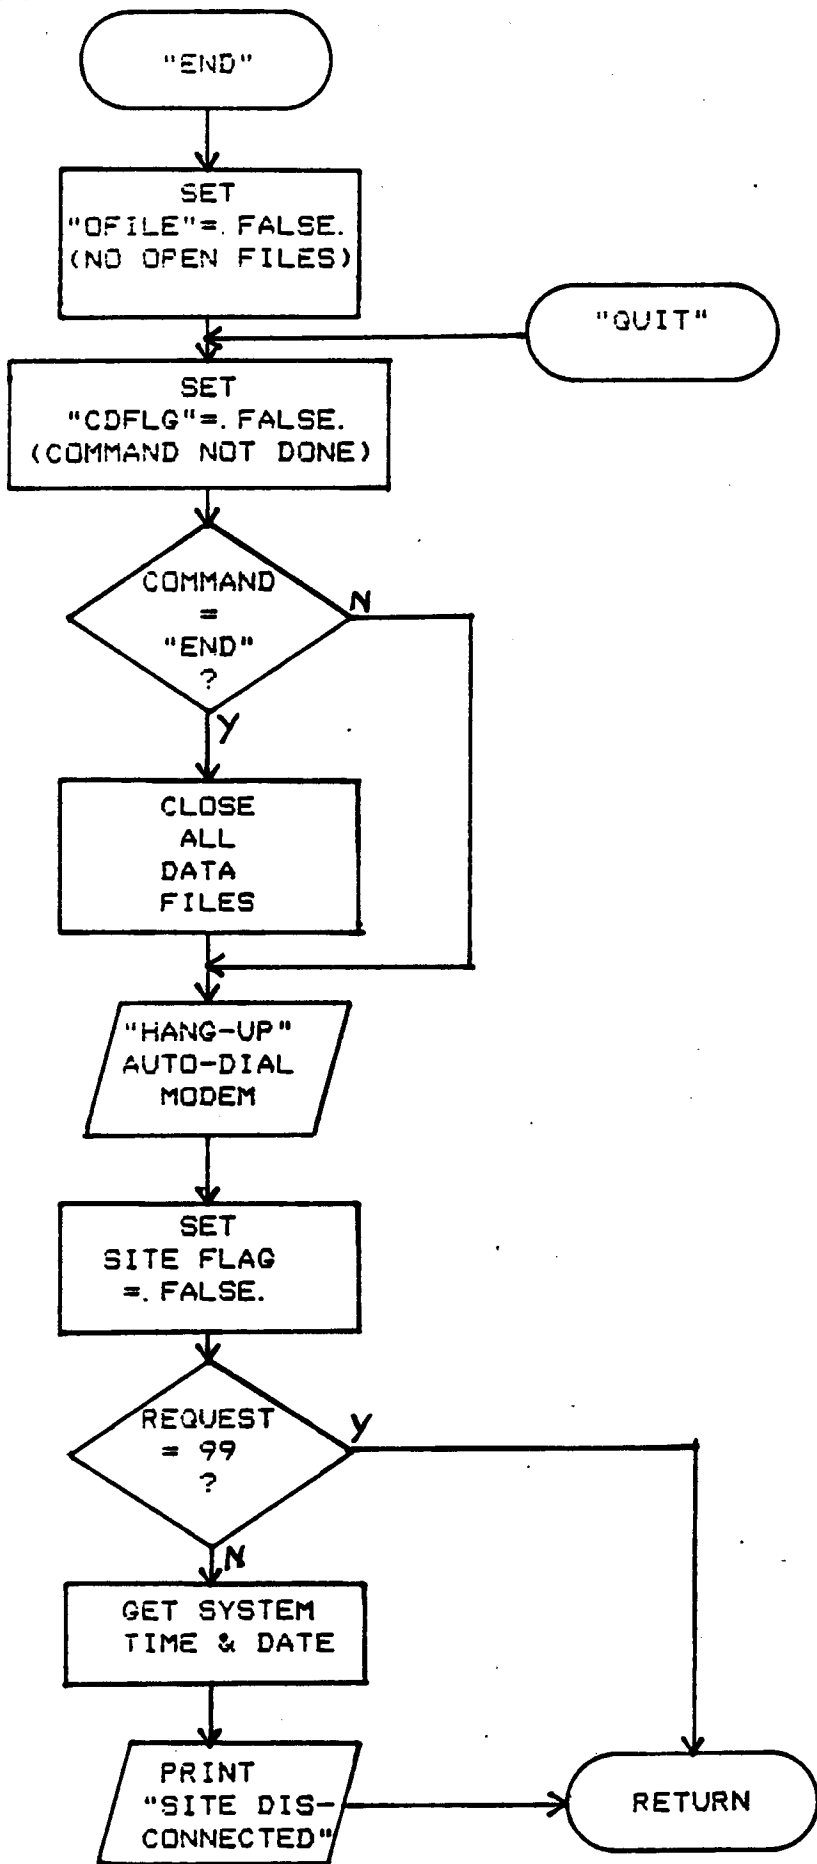 "END"
SET
"OFILE"=.FALSE.
(NO OPEN FILES)
"QUIT"
SET
"CDFLG"=.FALSE.
(COMMAND NOT DONE)
COMMAND
=
"END"
?
N
Y
CLOSE
ALL
DATA
FILES
"HANG-UP"
AUTO-DIAL
MODEM
SET
SITE FLAG
=.FALSE.
REQUEST
= 99
?
Y
N
GET SYSTEM
TIME & DATE
PRINT
"SITE DIS-
CONNECTED"
RETURN